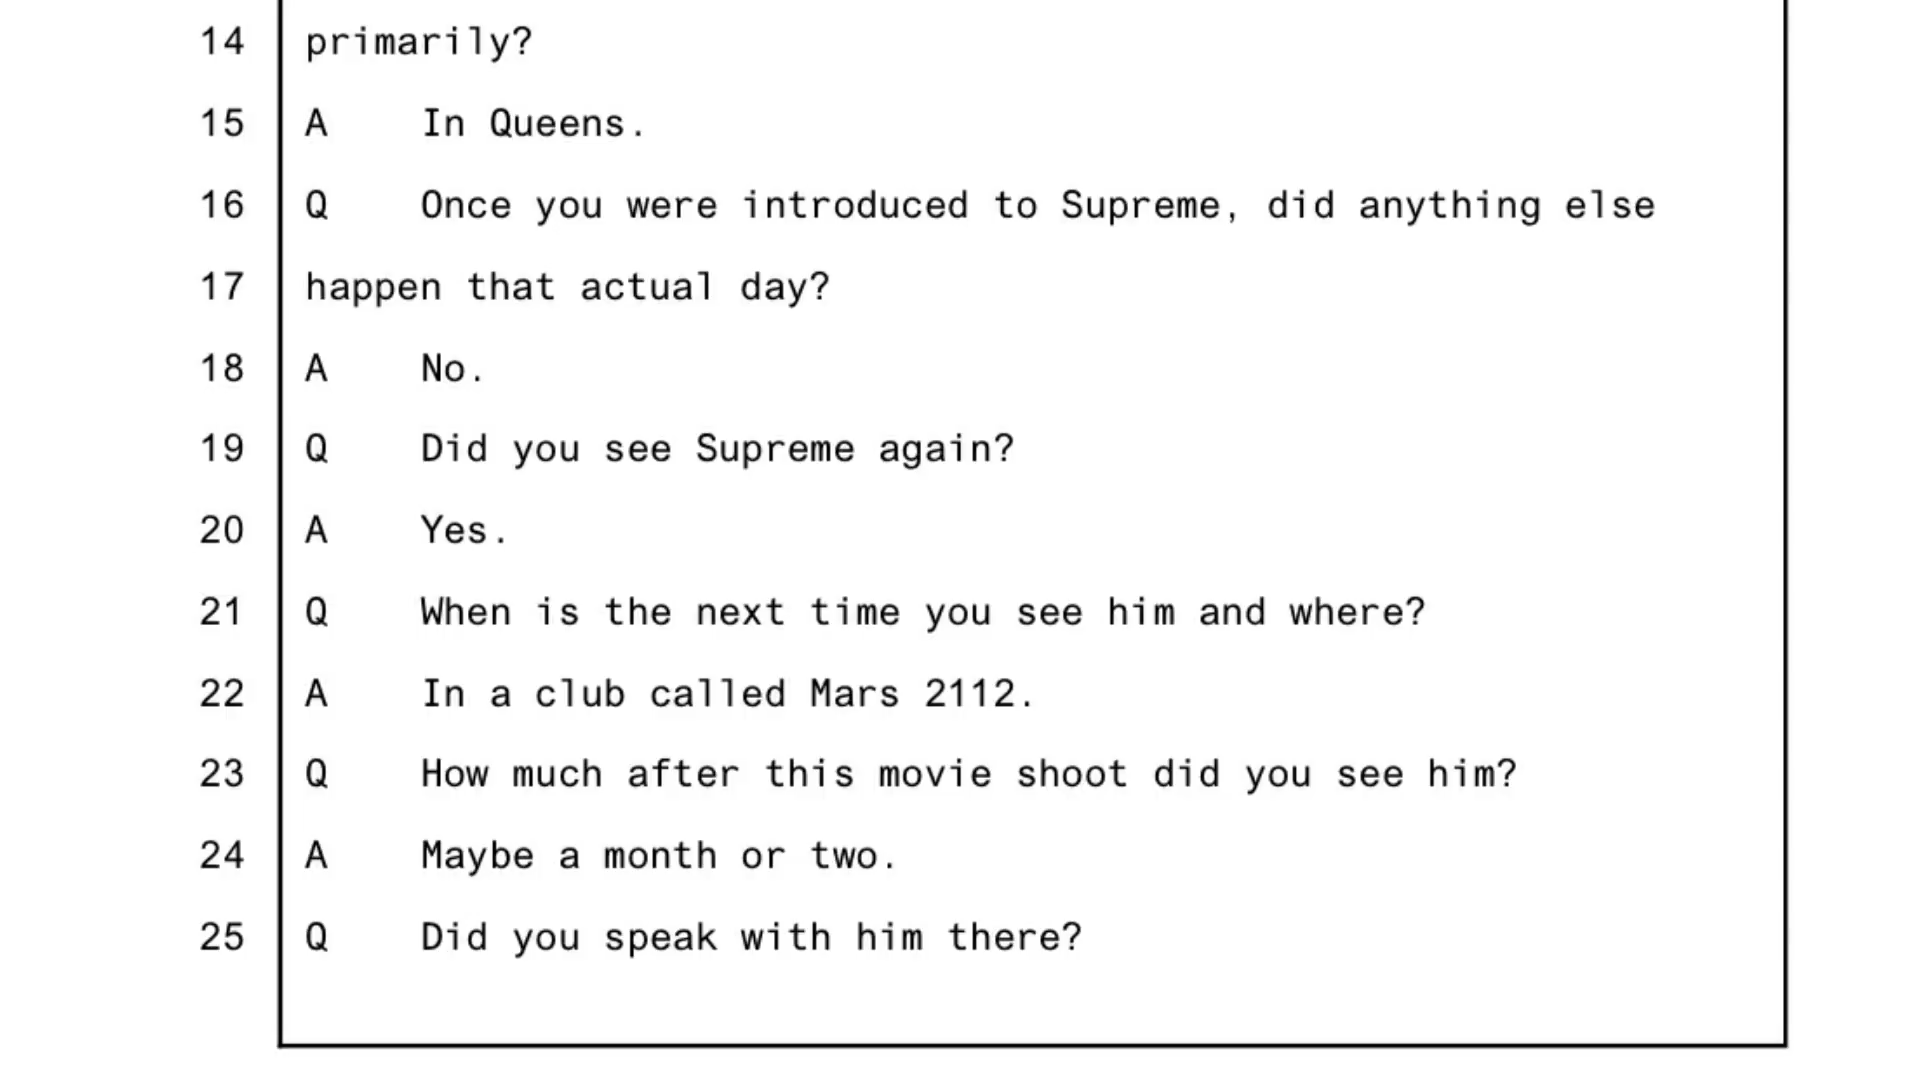 14 primarily?
15 A In Queens.
16 Q Once you were introduced to Supreme, did anything else
17 happen that actual day?
18 A No.
19 Q Did you see Supreme again?
20 A Yes.
21 Q When is the next time you see him and where?
22 A In a club called Mars 2112.
23 Q How much after this movie shoot did you see him?
24 A Maybe a month or two.
25 Q Did you speak with him there?